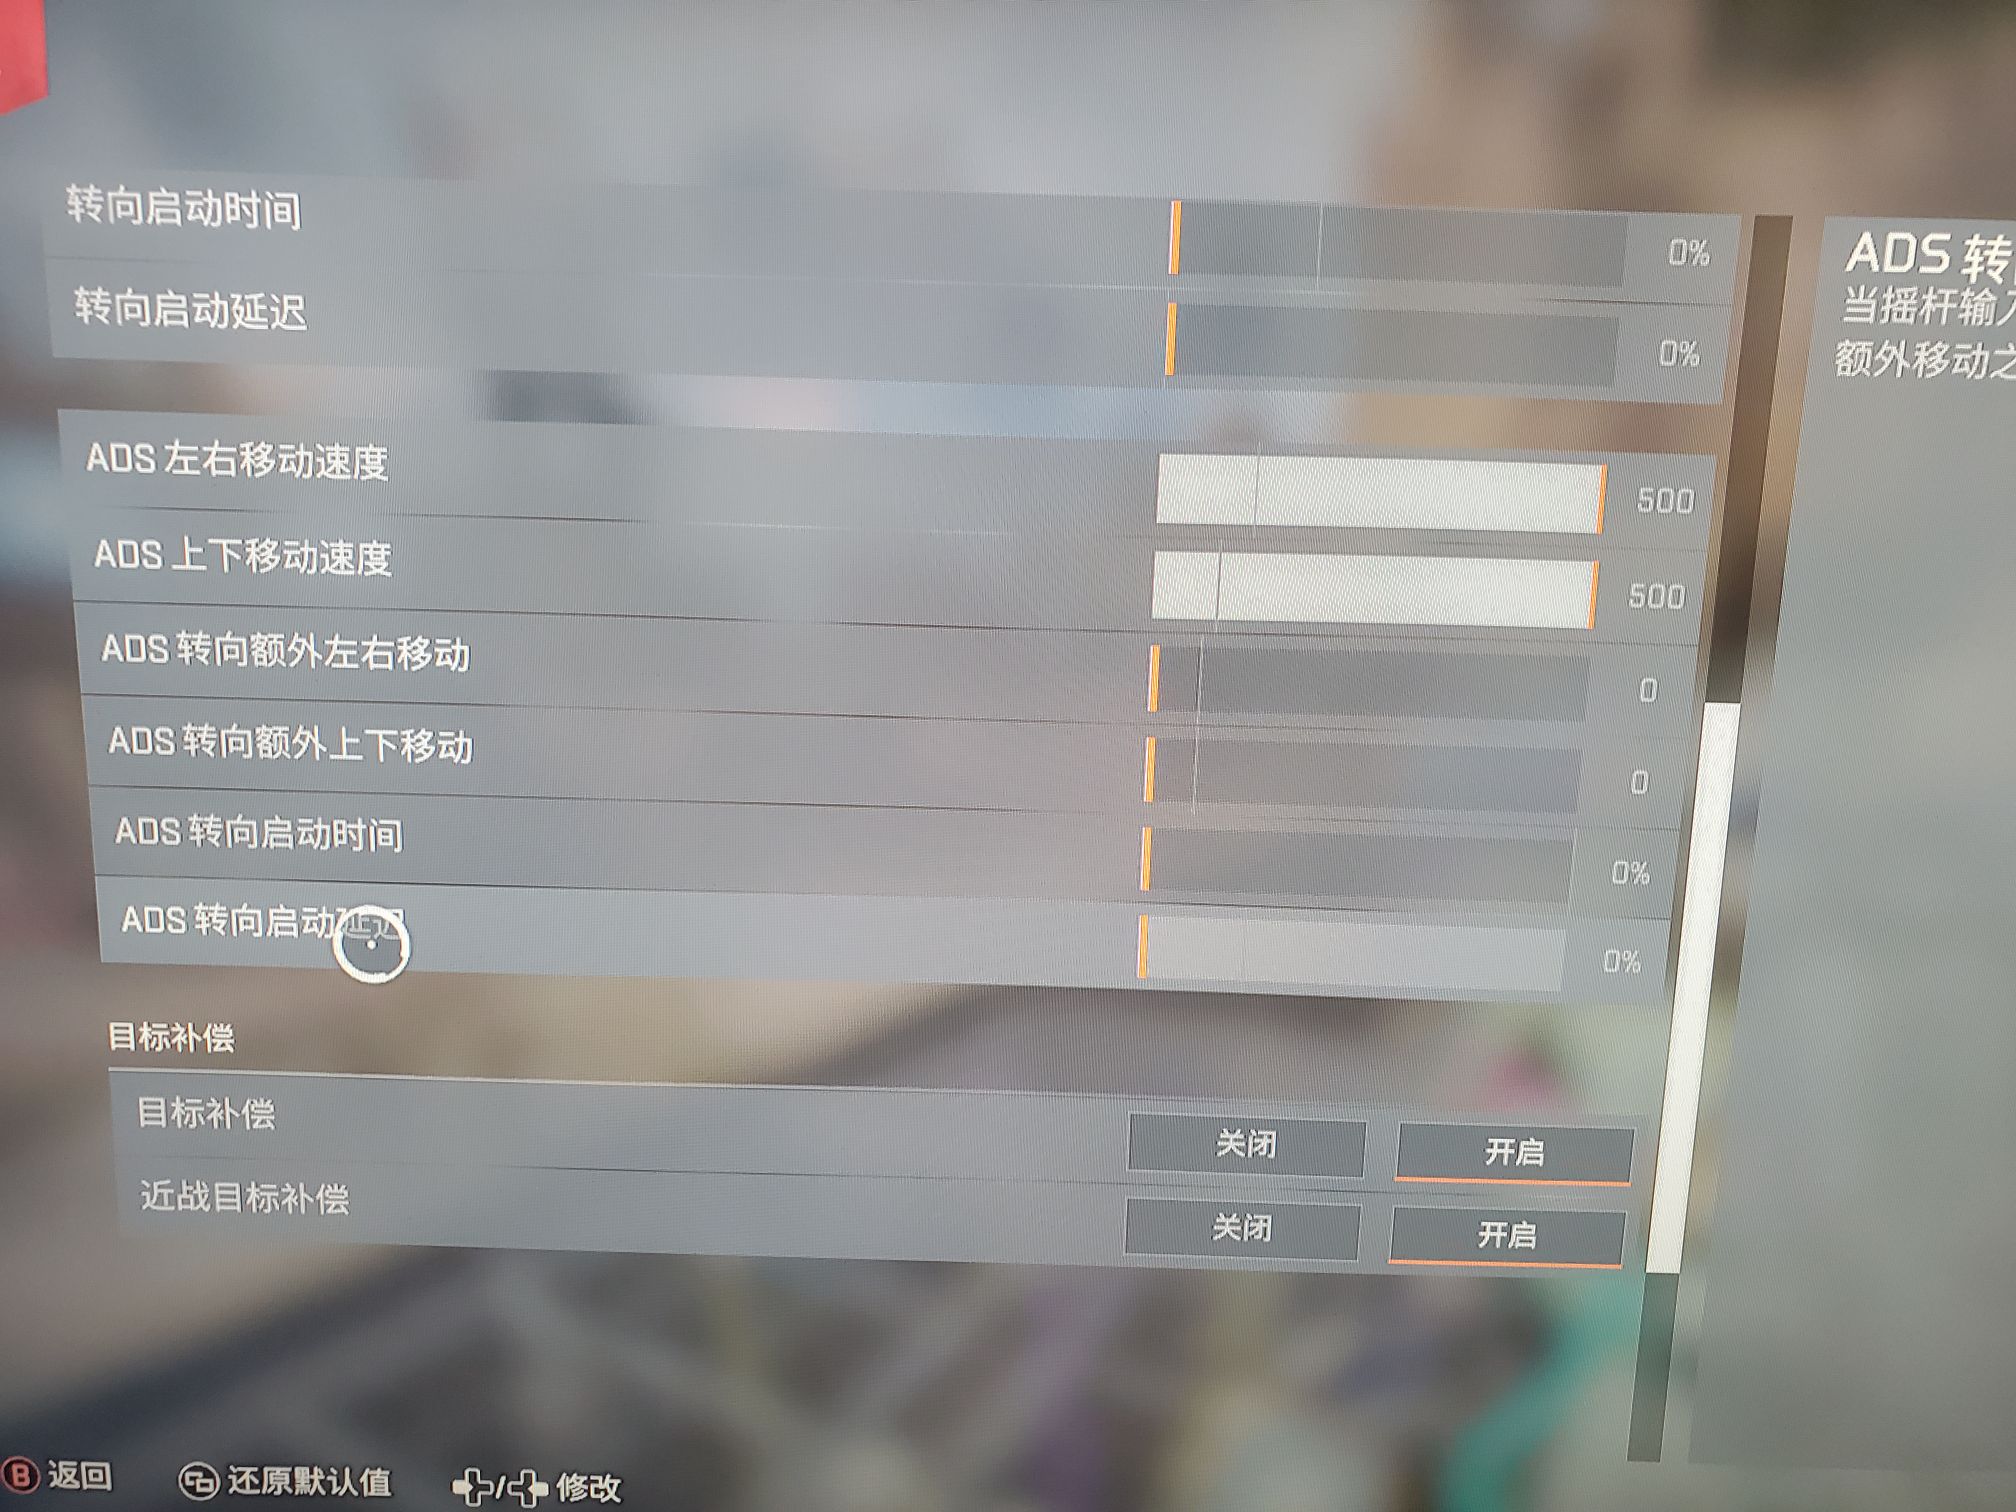 转向启动时间
0%
转向启动延迟
0%
ADS 左右移动速度
500
ADS 上下移动速度
500
ADS 转向额外左右移动
0
ADS 转向额外上下移动
0
ADS 转向启动时间
0%
ADS 转向启动延迟
0%
目标补偿
目标补偿
关闭
开启
近战目标补偿
关闭
开启
ADS 转
当摇杆输入
额外移动之
B 返回
还原默认值
/
修改